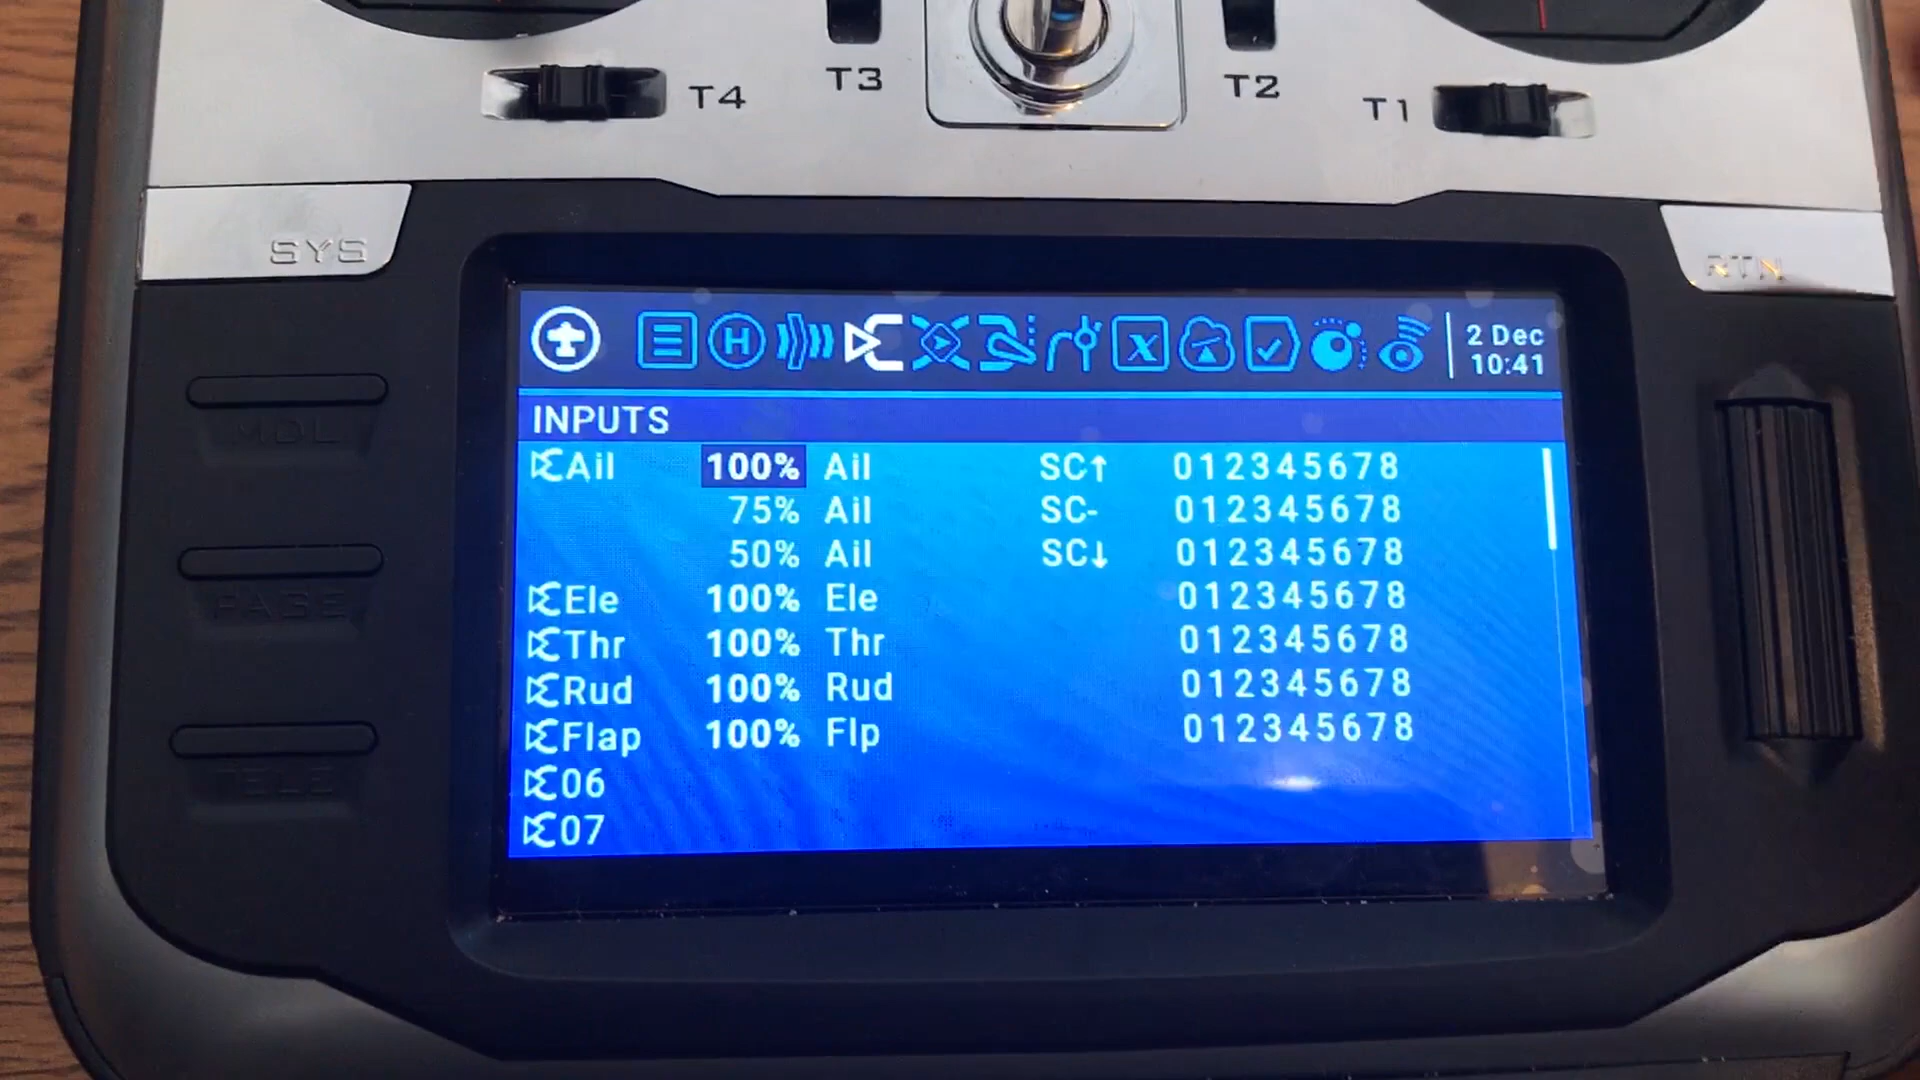 T4
T3
T2
T1
SYS
RTN
MDL
PAGE
TELE
H
x
2 Dec
10:41
INPUTS
Ail 100% Ail SC↑ 012345678
75% Ail SC- 012345678
50% Ail SC↓ 012345678
Ele 100% Ele 012345678
Thr 100% Thr 012345678
Rud 100% Rud 012345678
Flap 100% Flp 012345678
06
07